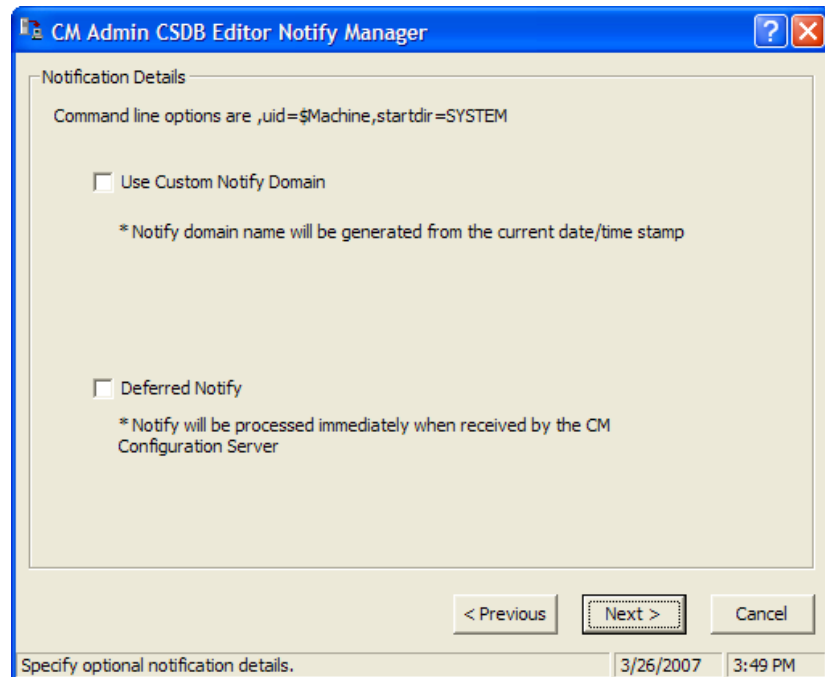 CM Admin CSDB Editor Notify Manager
Notification Details
Command line options are ,uid=$Machine,startdir=SYSTEM
Use Custom Notify Domain
* Notify domain name will be generated from the current date/time stamp
Deferred Notify
* Notify will be processed immediately when received by the CM
Configuration Server
< Previous
Next >
Cancel
Specify optional notification details.
3/26/2007
3:49 PM